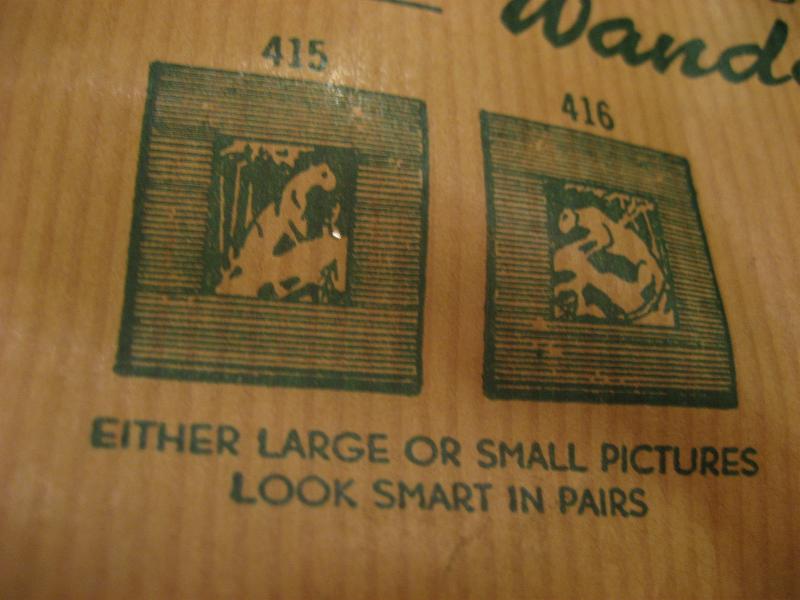 415
416
EITHER LARGE OR SMALL PICTURES
LOOK SMART IN PAIRS